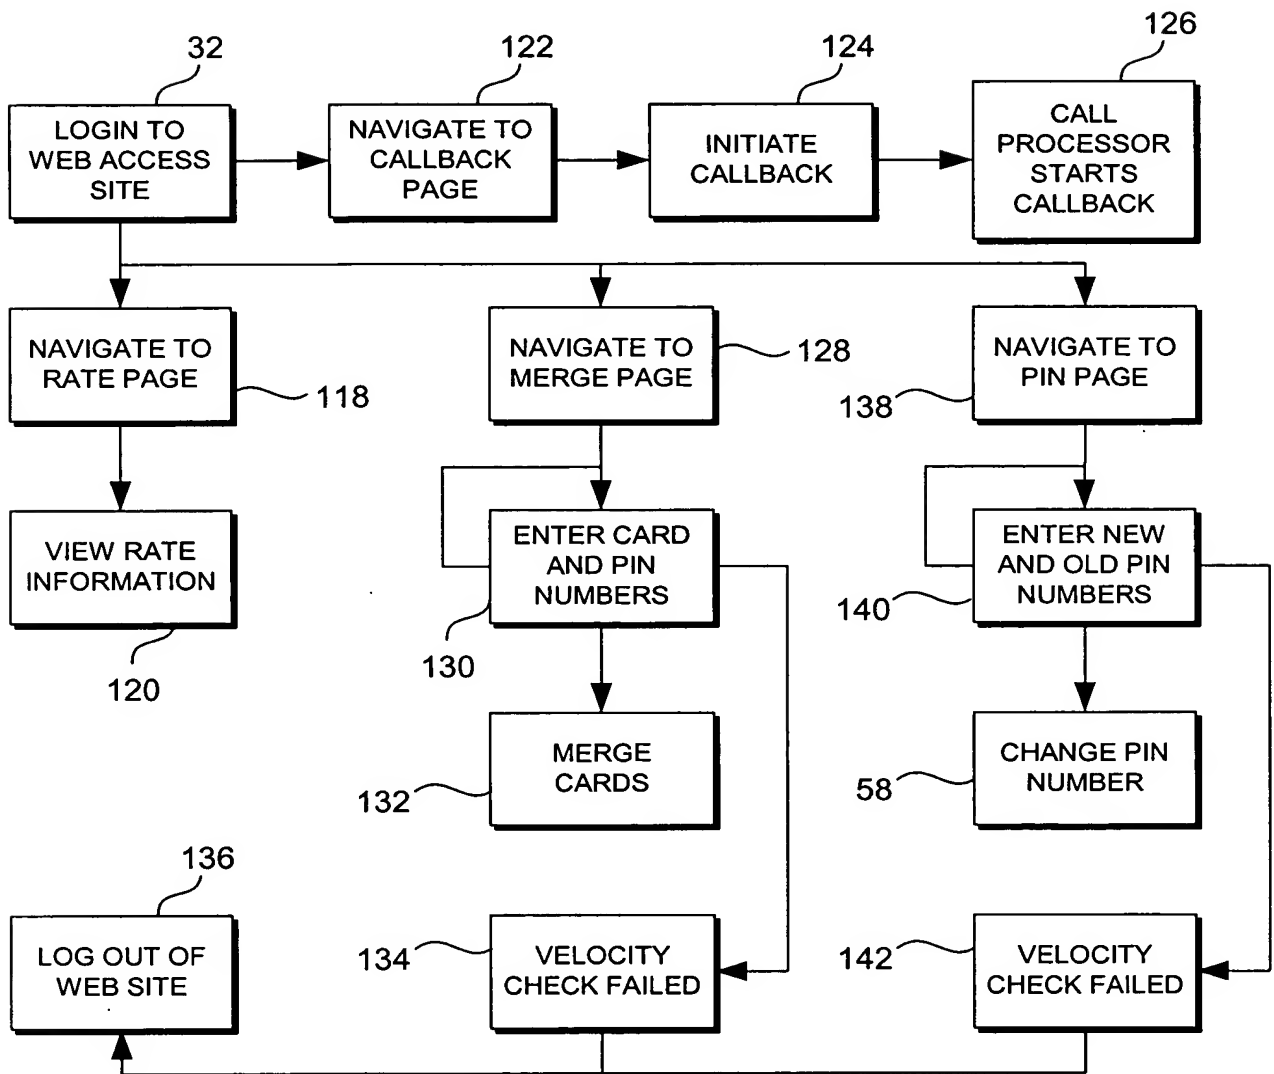 32
122
124
126
LOGIN TO
WEB ACCESS
SITE
NAVIGATE TO
CALLBACK
PAGE
INITIATE
CALLBACK
CALL
PROCESSOR
STARTS
CALLBACK
NAVIGATE TO
RATE PAGE
118
NAVIGATE TO
MERGE PAGE
128
NAVIGATE TO
PIN PAGE
138
VIEW RATE
INFORMATION
120
ENTER CARD
AND PIN
NUMBERS
130
ENTER NEW
AND OLD PIN
NUMBERS
140
MERGE
CARDS
132
CHANGE PIN
NUMBER
58
136
LOG OUT OF
WEB SITE
134
VELOCITY
CHECK FAILED
142
VELOCITY
CHECK FAILED